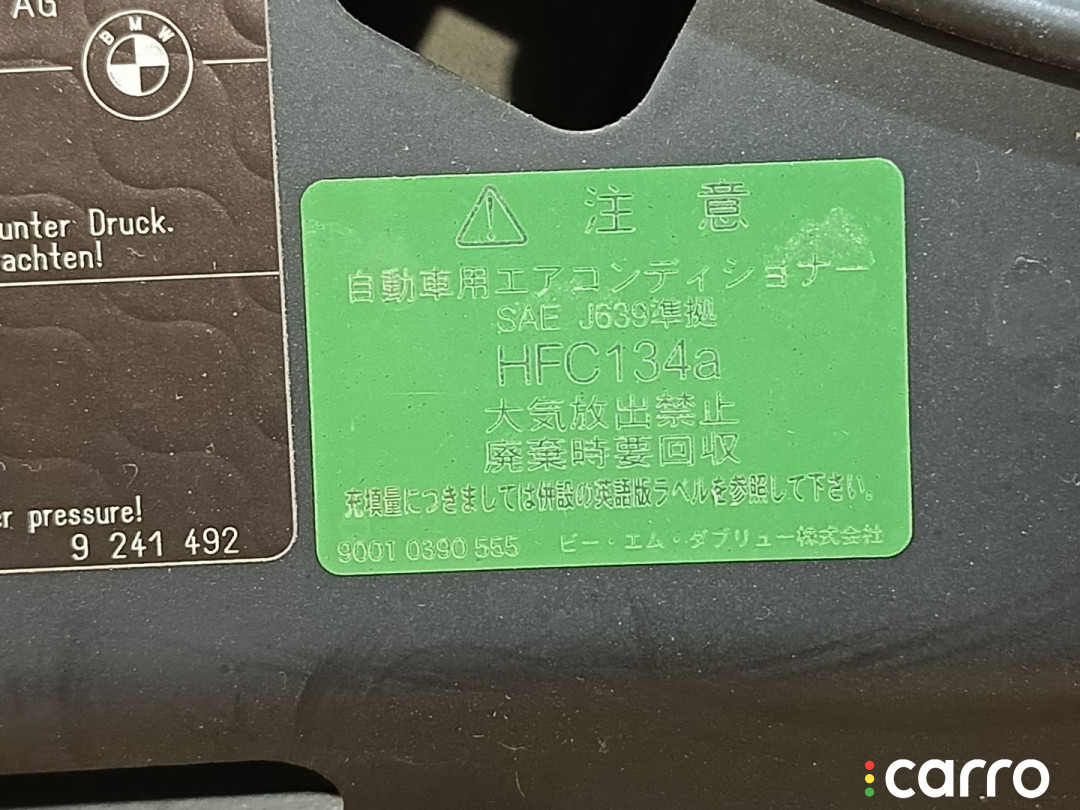 AG
BMW
unter Druck.
achten!
er pressure!
9 241 492
注 意
自動車用エアコンディショナー
SAE J639準拠
HFC134a
大気放出禁止
廃棄時要回収
充填量につきましては併設の英語版ラベルを参照して下さい。
9001 0390 555 ビー・エム・ダブリュー株式会社
carro